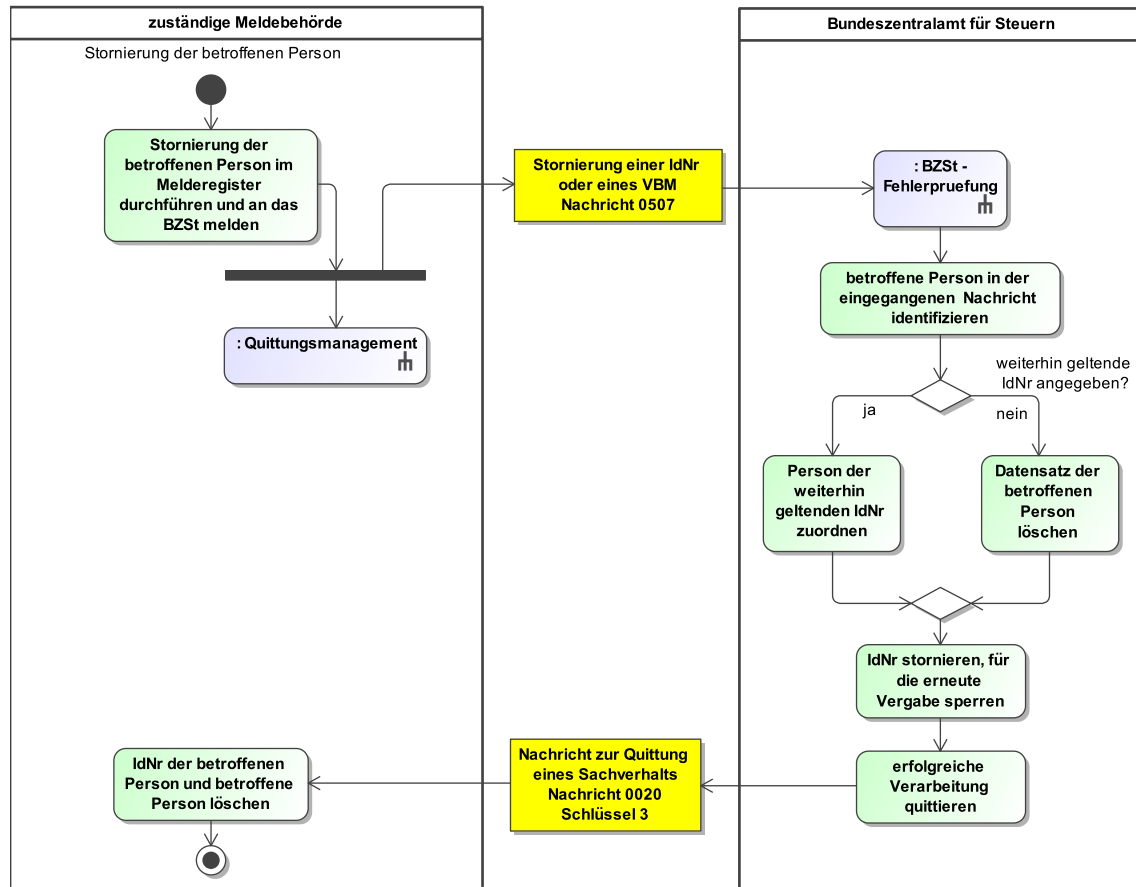 zuständige Meldebehörde
Bundeszentralamt für Steuern
Stornierung der betroffenen Person
Stornierung der
betroffenen Person im
Melderegister
durchführen und an das
BZSt melden
: Quittungsmanagement
Stornierung einer IdNr
oder eines VBM
Nachricht 0507
: BZSt -
Fehlerpruefung
betroffene Person in der
eingegangenen Nachricht
identifizieren
weiterhin geltende
IdNr angegeben?
ja
nein
Person der
weiterhin
geltenden IdNr
zuordnen
Datensatz der
betroffenen
Person
löschen
IdNr stornieren, für
die erneute
Vergabe sperren
erfolgreiche
Verarbeitung
quittieren
Nachricht zur Quittung
eines Sachverhalts
Nachricht 0020
Schlüssel 3
IdNr der betroffenen
Person und betroffene
Person löschen